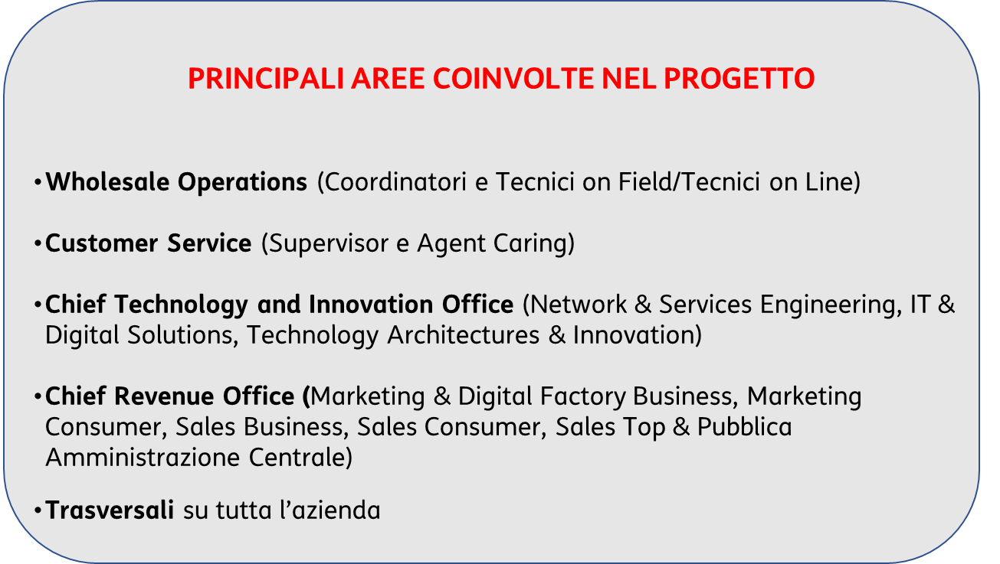 PRINCIPALI AREE COINVOLTE NEL PROGETTO
•Wholesale Operations (Coordinatori e Tecnici on Field/Tecnici on Line)
•Customer Service (Supervisor e Agent Caring)
•Chief Technology and Innovation Office (Network & Services Engineering, IT &
Digital Solutions, Technology Architectures & Innovation)
•Chief Revenue Office (Marketing & Digital Factory Business, Marketing
Consumer, Sales Business, Sales Consumer, Sales Top & Pubblica
Amministrazione Centrale)
•Trasversali su tutta l’azienda